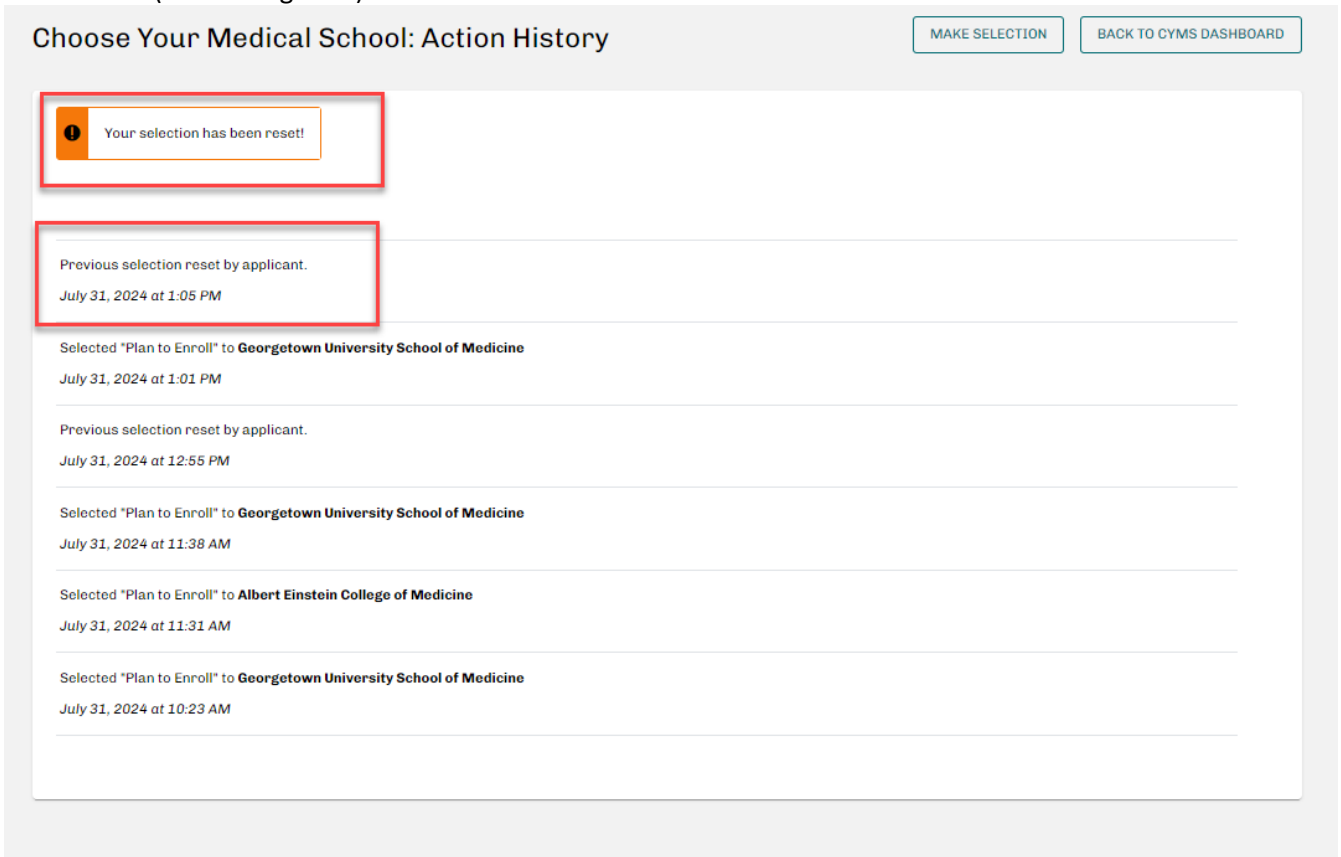 Choose Your Medical School: Action History
MAKE SELECTION
BACK TO CYMS DASHBOARD
Your selection has been reset!
Previous selection reset by applicant.
July 31, 2024 at 1:05 PM
Selected "Plan to Enroll" to Georgetown University School of Medicine
July 31, 2024 at 1:01 PM
Previous selection reset by applicant.
July 31, 2024 at 12:55 PM
Selected "Plan to Enroll" to Georgetown University School of Medicine
July 31, 2024 at 11:38 AM
Selected "Plan to Enroll" to Albert Einstein College of Medicine
July 31, 2024 at 11:31 AM
Selected "Plan to Enroll" to Georgetown University School of Medicine
July 31, 2024 at 10:23 AM